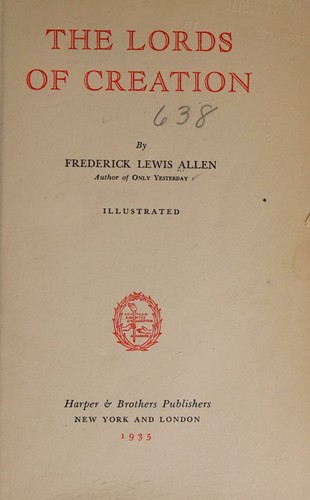 THE LORDS
OF CREATION
638
By
FREDERICK LEWIS ALLEN
Author of ONLY YESTERDAY
ILLUSTRATED
Harper & Brothers Publishers
NEW YORK AND LONDON
1935